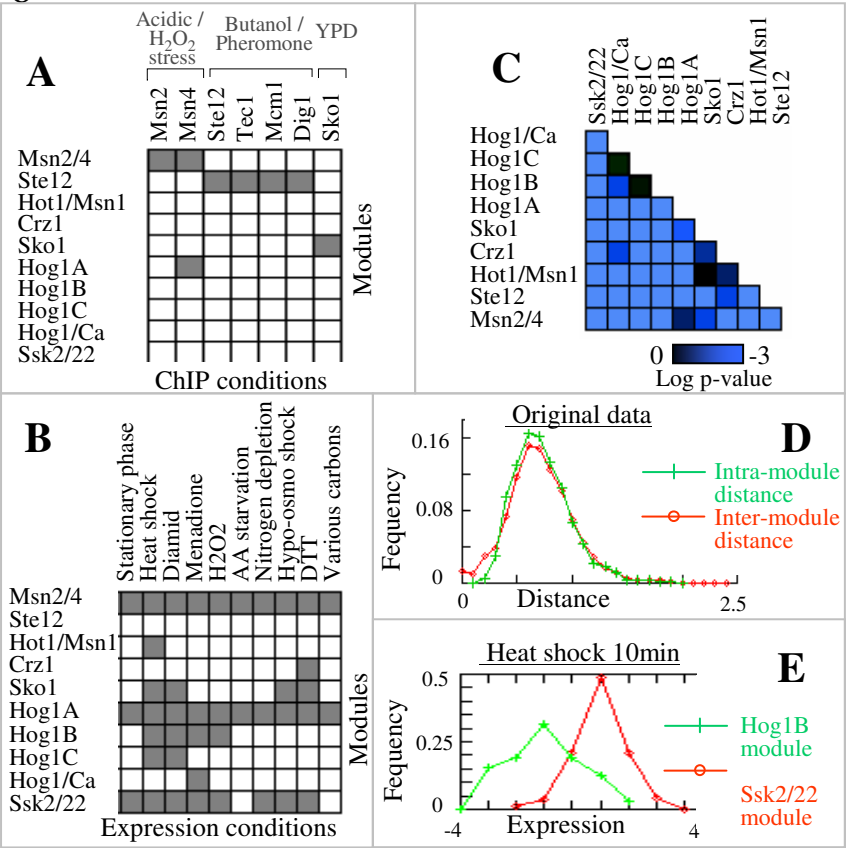 A
Acidic /
H2O2
stress
Butanol /
Pheromone
YPD
Msn2
Msn4
Ste12
Tec1
Mcm1
Dig1
Sko1
Msn2/4
Ste12
Hot1/Msn1
Crz1
Sko1
Hog1A
Hog1B
Hog1C
Hog1/Ca
Ssk2/22
Modules
ChIP conditions
C
Ssk2/22
Hog1/Ca
Hog1C
Hog1B
Hog1A
Sko1
Crz1
Hot1/Msn1
Ste12
Hog1/Ca
Hog1C
Hog1B
Hog1A
Sko1
Crz1
Hot1/Msn1
Ste12
Msn2/4
0 -3
Log p-value
B
Stationary phase
Heat shock
Diamid
Menadione
H2O2
AA starvation
Nitrogen depletion
Hypo-osmo shock
DTT
Various carbons
Msn2/4
Ste12
Hot1/Msn1
Crz1
Sko1
Hog1A
Hog1B
Hog1C
Hog1/Ca
Ssk2/22
Modules
Expression conditions
D
Original data
0.16
0.08
0
Fequency
0 Distance 2.5
Intra-module
distance
Inter-module
distance
E
Heat shock 10min
0.5
0.25
0
Fequency
-4 Expression 4
Hog1B
module
Ssk2/22
module